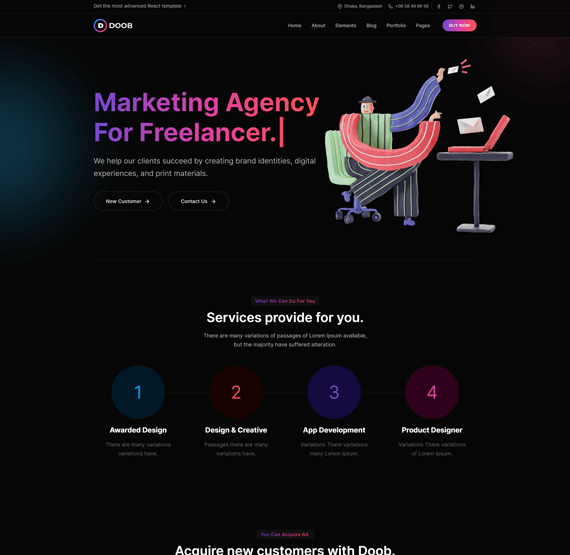 Get the most advanced React template ›
Dhaka, Bangladesh
+06 58 49 99 56
D DOOB
Home
About
Elements
Blog
Portfolio
Pages
BUY NOW
Marketing Agency
For Freelancer.
We help our clients succeed by creating brand identities, digital
experiences, and print materials.
New Customer →
Contact Us →
What We Can Do For You
Services provide for you.
There are many variations of passages of Lorem Ipsum available,
but the majority have suffered alteration.
1
2
3
4
Awarded Design
Design & Creative
App Development
Product Designer
There are many variations
variations have.
Passages there are many
variations.
Variations There variations
many Lorem Ipsum.
Variations There variations
of Lorem Ipsum.
You Can Acquire All
Acquire new customers with Doob.